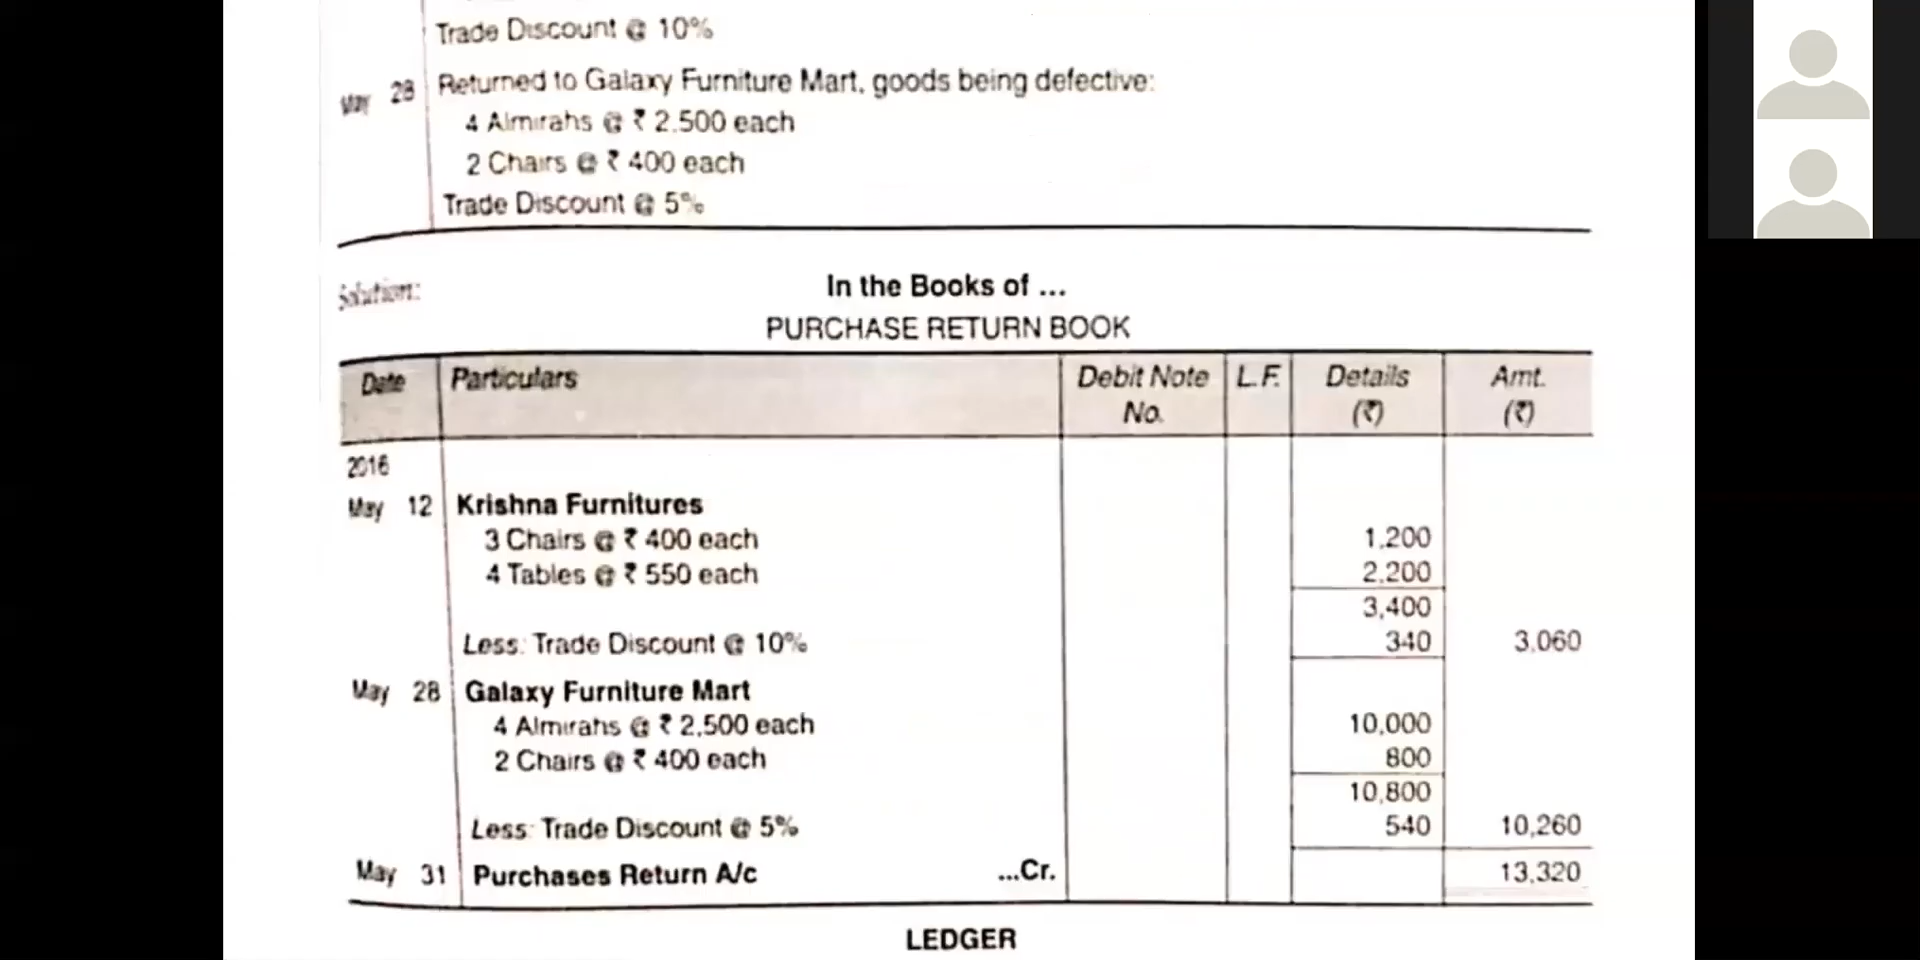 Trade Discount @ 10%
May 28 Returned to Galaxy Furniture Mart, goods being defective:
4 Almirahs @ ₹ 2,500 each
2 Chairs @ ₹ 400 each
Trade Discount @ 5%
Solution:
In the Books of ...
PURCHASE RETURN BOOK
Date Particulars Debit Note No. L.F. Details (₹) Amt. (₹)
2016
May 12 Krishna Furnitures
3 Chairs @ ₹ 400 each 1,200
4 Tables @ ₹ 550 each 2,200
3,400
Less: Trade Discount @ 10% 340 3,060
May 28 Galaxy Furniture Mart
4 Almirahs @ ₹ 2,500 each 10,000
2 Chairs @ ₹ 400 each 800
10,800
Less: Trade Discount @ 5% 540 10,260
May 31 Purchases Return A/c ...Cr. 13,320
LEDGER